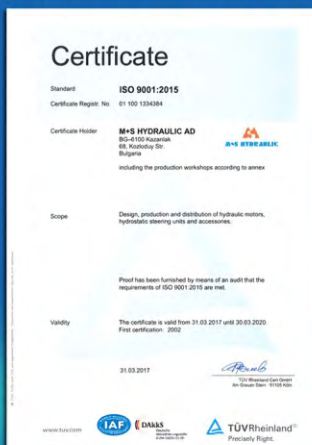 Certificate
Standard ISO 9001:2015
Certificate Registr. No. 01 100 1334384
Certificate Holder M+S HYDRAULIC AD
BG–6100 Kazanlak
68, Kozloduy Str.
Bulgaria
M+S HYDRAULIC
including the production workshops according to annex
Scope Design, production and distribution of hydraulic motors,
hydrostatic steering units and accessories.
Proof has been furnished by means of an audit that the
requirements of ISO 9001:2015 are met.
Validity The certificate is valid from 31.03.2017 until 30.03.2020.
First certification: 2002
31.03.2017
TÜV Rheinland Cert GmbH
Am Grauen Stein · 51105 Köln
www.tuv.com
IAF
DAkkS
Deutsche
Akkreditierungsstelle
TÜVRheinland®
Precisely Right.